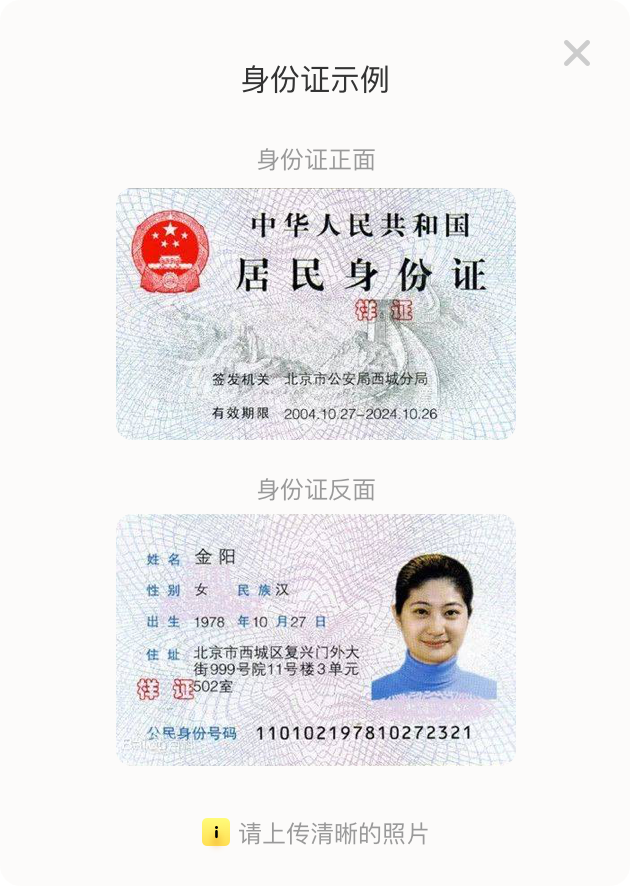 身份证示例
身份证正面
中华人民共和国
居民身份证
样 证
签发机关 北京市公安局西城分局
有效期限 2004.10.27-2024.10.26
身份证反面
姓名 金阳
性别 女 民族 汉
出生 1978 年 10 月 27 日
住址 北京市西城区复兴门外大
街999号院11号楼3单元
502室
样 证
公民身份号码 110102197810272321
i 请上传清晰的照片